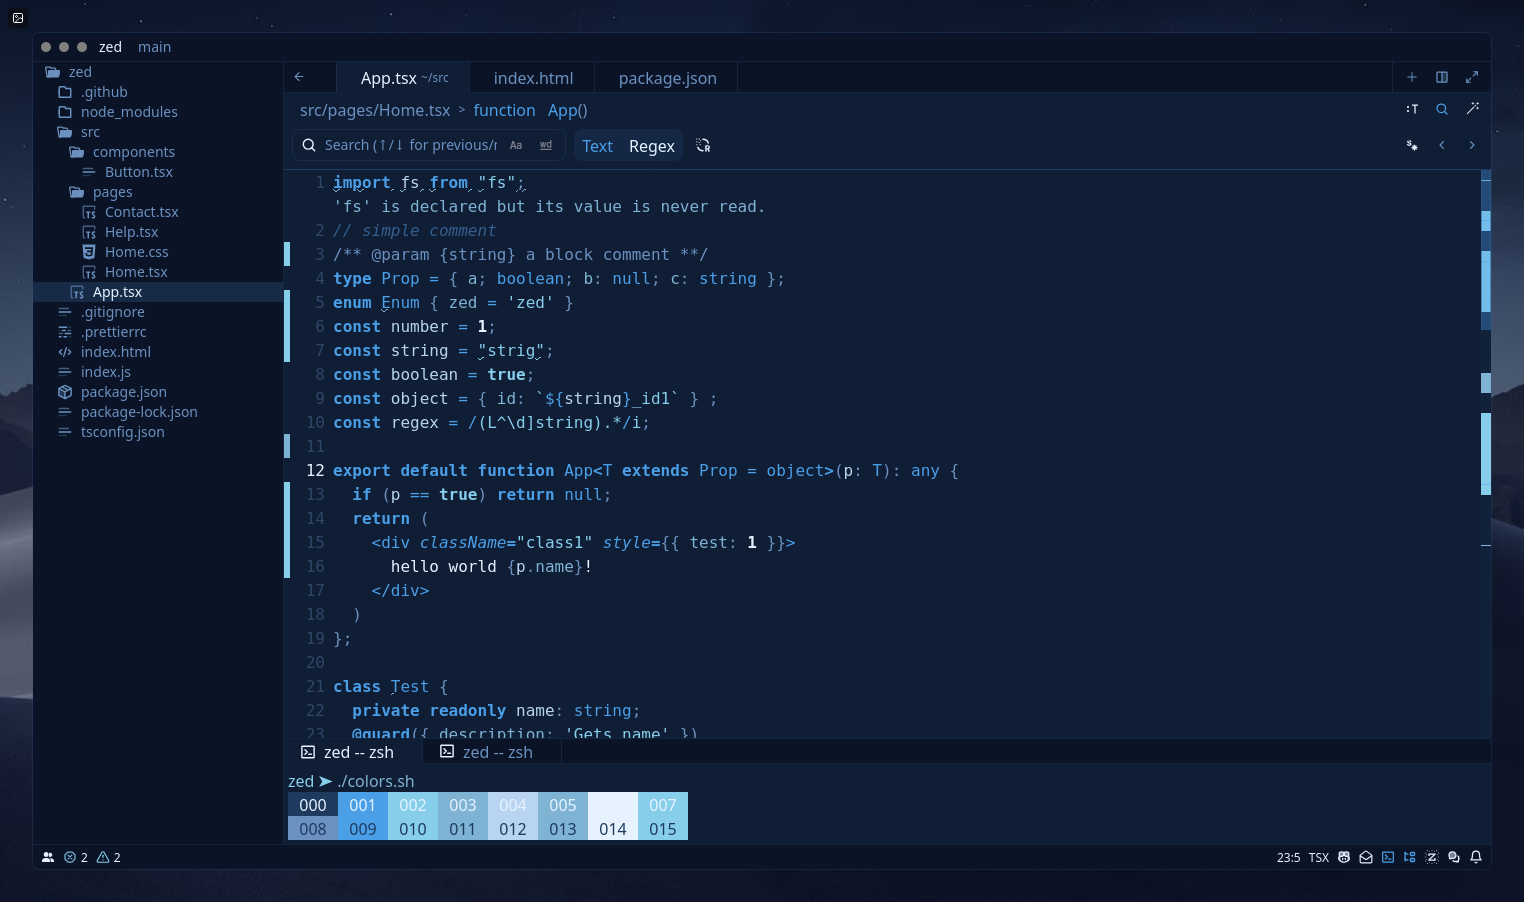 zed main
zed
.github
node_modules
src
components
Button.tsx
pages
Contact.tsx
Help.tsx
Home.css
Home.tsx
App.tsx
.gitignore
.prettierrc
index.html
index.js
package.json
package-lock.json
tsconfig.json
App.tsx ~/src index.html package.json
src/pages/Home.tsx > function App()
Search (↑/↓ for previous/r Aa wd Text Regex
1 import fs from "fs";
'fs' is declared but its value is never read.
2 // simple comment
3 /** @param {string} a block comment **/
4 type Prop = { a; boolean; b: null; c: string };
5 enum Enum { zed = 'zed' }
6 const number = 1;
7 const string = "strig";
8 const boolean = true;
9 const object = { id: `${string}_id1` } ;
10 const regex = /(L^\d]string).*/i;
11
12 export default function App<T extends Prop = object>(p: T): any {
13 if (p == true) return null;
14 return (
15 <div className="class1" style={{ test: 1 }}>
16 hello world {p.name}!
17 </div>
18 )
19 };
20
21 class Test {
22 private readonly name: string;
23 @guard({ description: 'Gets name' })
zed -- zsh zed -- zsh
zed ➤ ./colors.sh
000 001 002 003 004 005 007
008 009 010 011 012 013 014 015
2 2 23:5 TSX